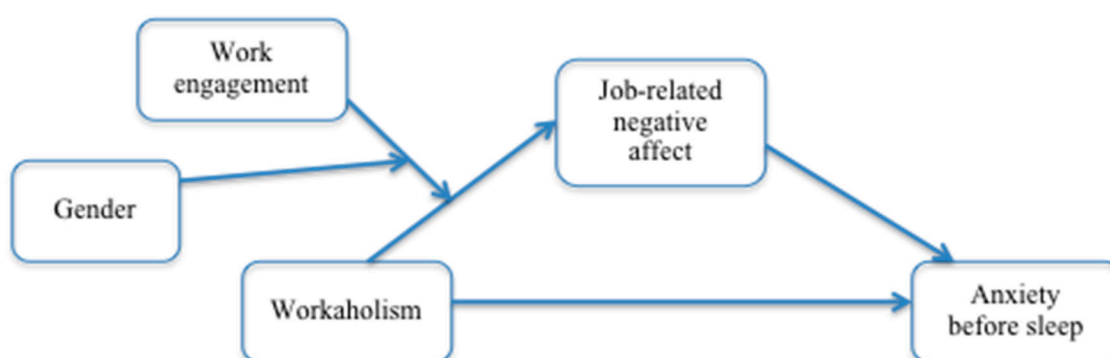 Work
engagement
Job-related
negative
affect
Gender
Workaholism
Anxiety
before sleep